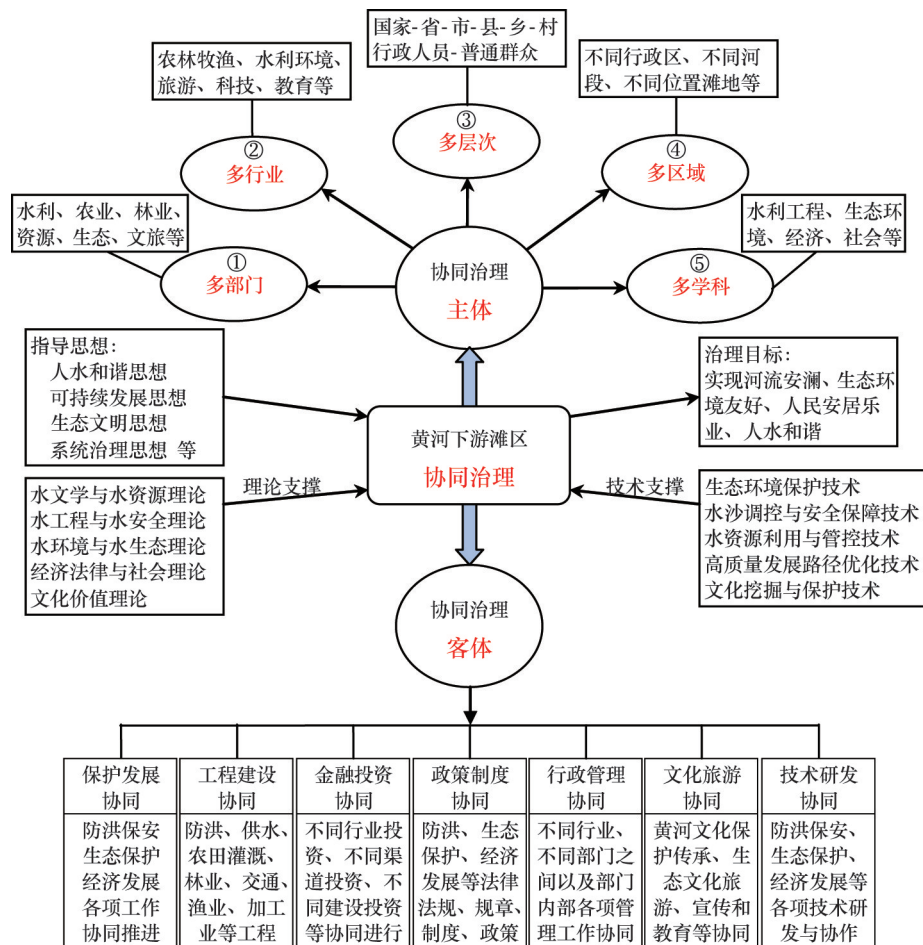 国家-省-市-县-乡-村
行政人员-普通群众
农林牧渔、水利环境、
旅游、科技、教育等
不同行政区、不同河
段、不同位置滩地等
③
多层次
②
多行业
④
多区域
水利、农业、林业、
资源、生态、文旅等
水利工程、生态环
境、经济、社会等
①
多部门
协同治理
主体
⑤
多学科
指导思想：
人水和谐思想
可持续发展思想
生态文明思想
系统治理思想 等
治理目标：
实现河流安澜、生态环
境友好、人民安居乐
业、人水和谐
黄河下游滩区
协同治理
理论支撑
技术支撑
水文学与水资源理论
水工程与水安全理论
水环境与水生态理论
经济法律与社会理论
文化价值理论
生态环境保护技术
水沙调控与安全保障技术
水资源利用与管控技术
高质量发展路径优化技术
文化挖掘与保护技术
协同治理
客体
保护发展
协同
防洪保安
生态保护
经济发展
各项工作
协同推进
工程建设
协同
防洪、供水、
农田灌溉、
林业、交通、
渔业、加工
业等工程
金融投资
协同
不同行业投
资、不同渠
道投资、不
同建设投资
等协同进行
政策制度
协同
防洪、生态
保护、经济
发展等法律
法规、规章、
制度、政策
行政管理
协同
不同行业、
不同部门之
间以及部门
内部各项管
理工作协同
文化旅游
协同
黄河文化保
护传承、生
态文化旅
游、宣传和
教育等协同
技术研发
协同
防洪保安、
生态保护、
经济发展等
各项技术研
发与协作